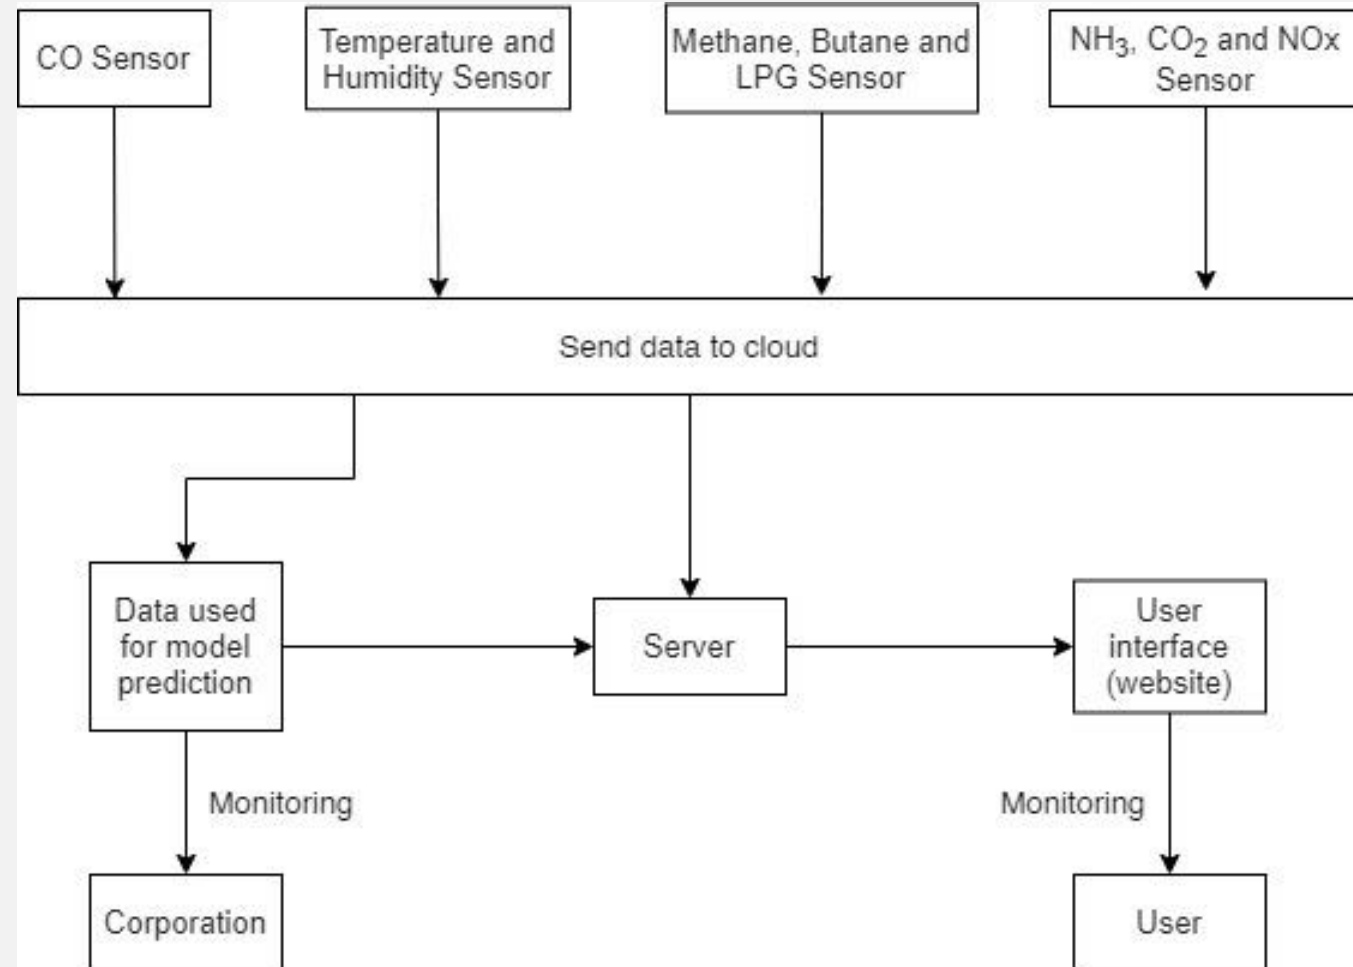 CO Sensor
Temperature and
Humidity Sensor
Methane, Butane and
LPG Sensor
NH₃, CO₂ and NOx
Sensor
Send data to cloud
Data used
for model
prediction
Server
User
interface
(website)
Monitoring
Monitoring
Corporation
User